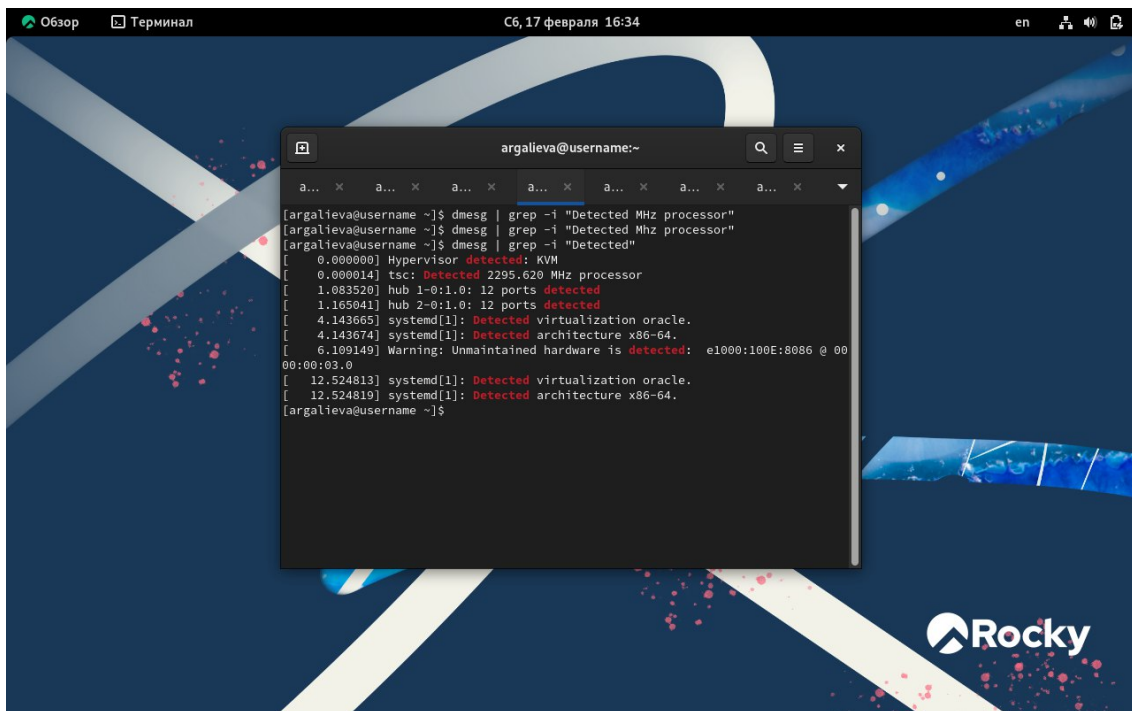 Обзор
Терминал
Сб, 17 февраля 16:34
en
argalieva@username:~
a... a... a... a... a... a... a...
[argalieva@username ~]$ dmesg | grep -i "Detected MHz processor"
[argalieva@username ~]$ dmesg | grep -i "Detected Mhz processor"
[argalieva@username ~]$ dmesg | grep -i "Detected"
[    0.000000] Hypervisor detected: KVM
[    0.000014] tsc: Detected 2295.620 MHz processor
[    1.083520] hub 1-0:1.0: 12 ports detected
[    1.165041] hub 2-0:1.0: 12 ports detected
[    4.143665] systemd[1]: Detected virtualization oracle.
[    4.143674] systemd[1]: Detected architecture x86-64.
[    6.109149] Warning: Unmaintained hardware is detected:  e1000:100E:8086 @ 00
00:00:03.0
[   12.524813] systemd[1]: Detected virtualization oracle.
[   12.524819] systemd[1]: Detected architecture x86-64.
[argalieva@username ~]$
Rocky